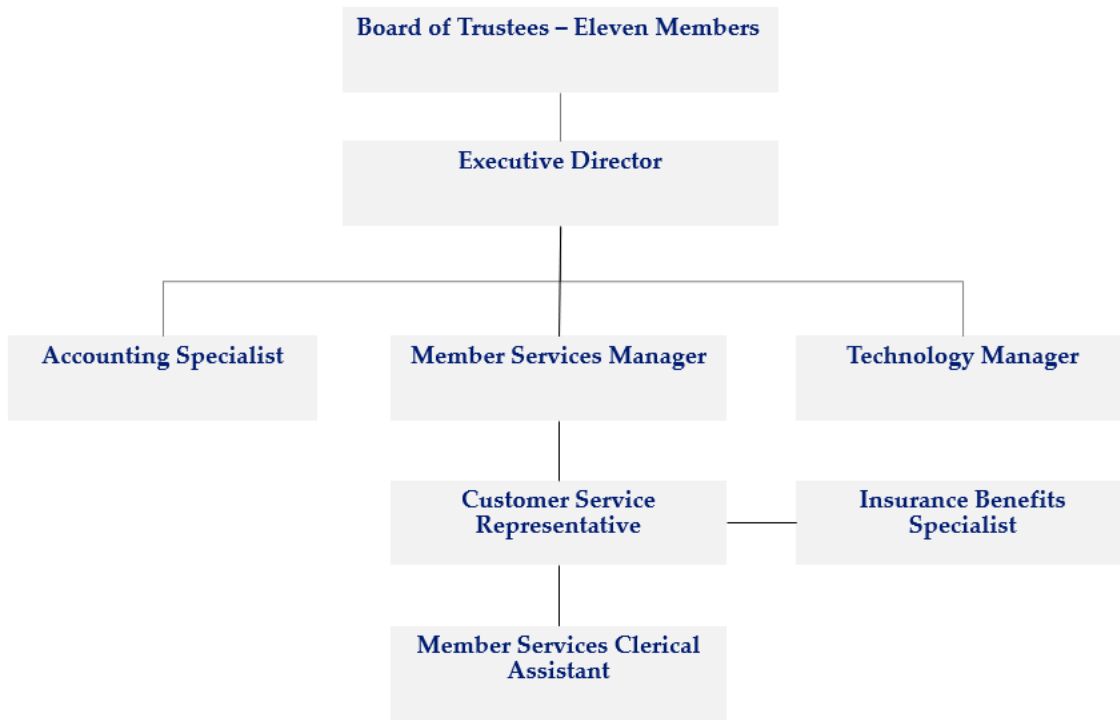 Board of Trustees – Eleven Members
Executive Director
Accounting Specialist
Member Services Manager
Technology Manager
Customer Service
Representative
Insurance Benefits
Specialist
Member Services Clerical
Assistant